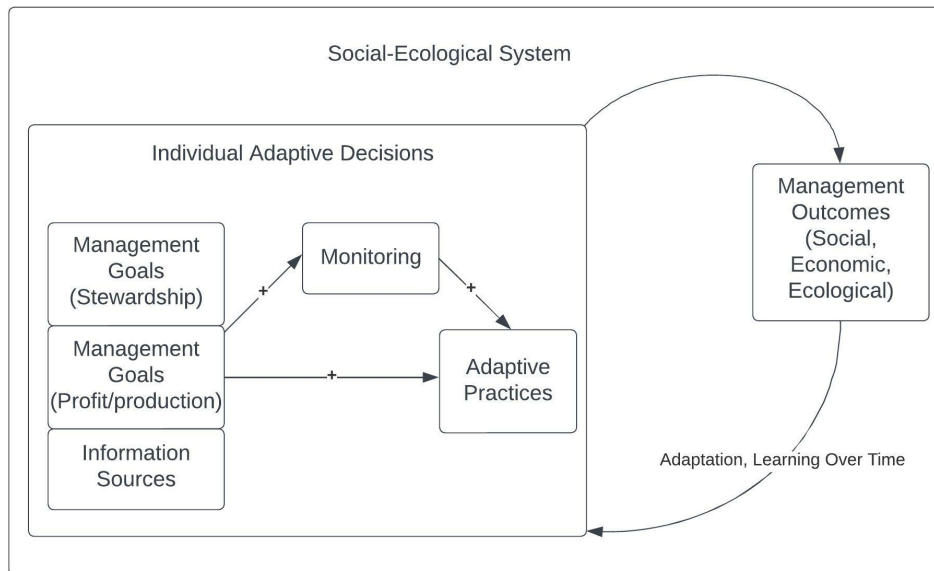 Social-Ecological System
Individual Adaptive Decisions
Management
Goals
(Stewardship)
Management
Goals
(Profit/production)
Information
Sources
Monitoring
+
+
+
Adaptive
Practices
Management
Outcomes
(Social,
Economic,
Ecological)
Adaptation, Learning Over Time